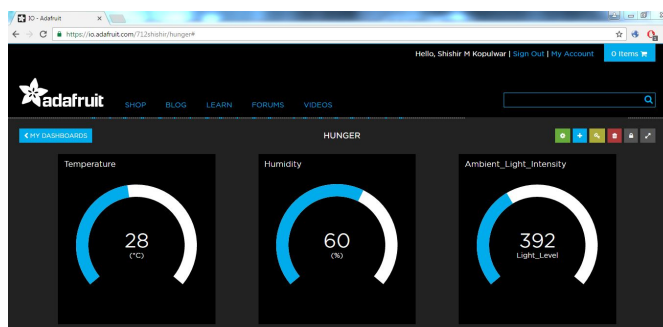 IO - Adafruit
https://io.adafruit.com/712shishir/hunger#
Hello, Shishir M Kopulwar | Sign Out | My Account 0 Items
adafruit SHOP BLOG LEARN FORUMS VIDEOS
MY DASHBOARDS HUNGER
Temperature Humidity Ambient_Light_Intensity
28 60 392
(°C) (%) Light_Level